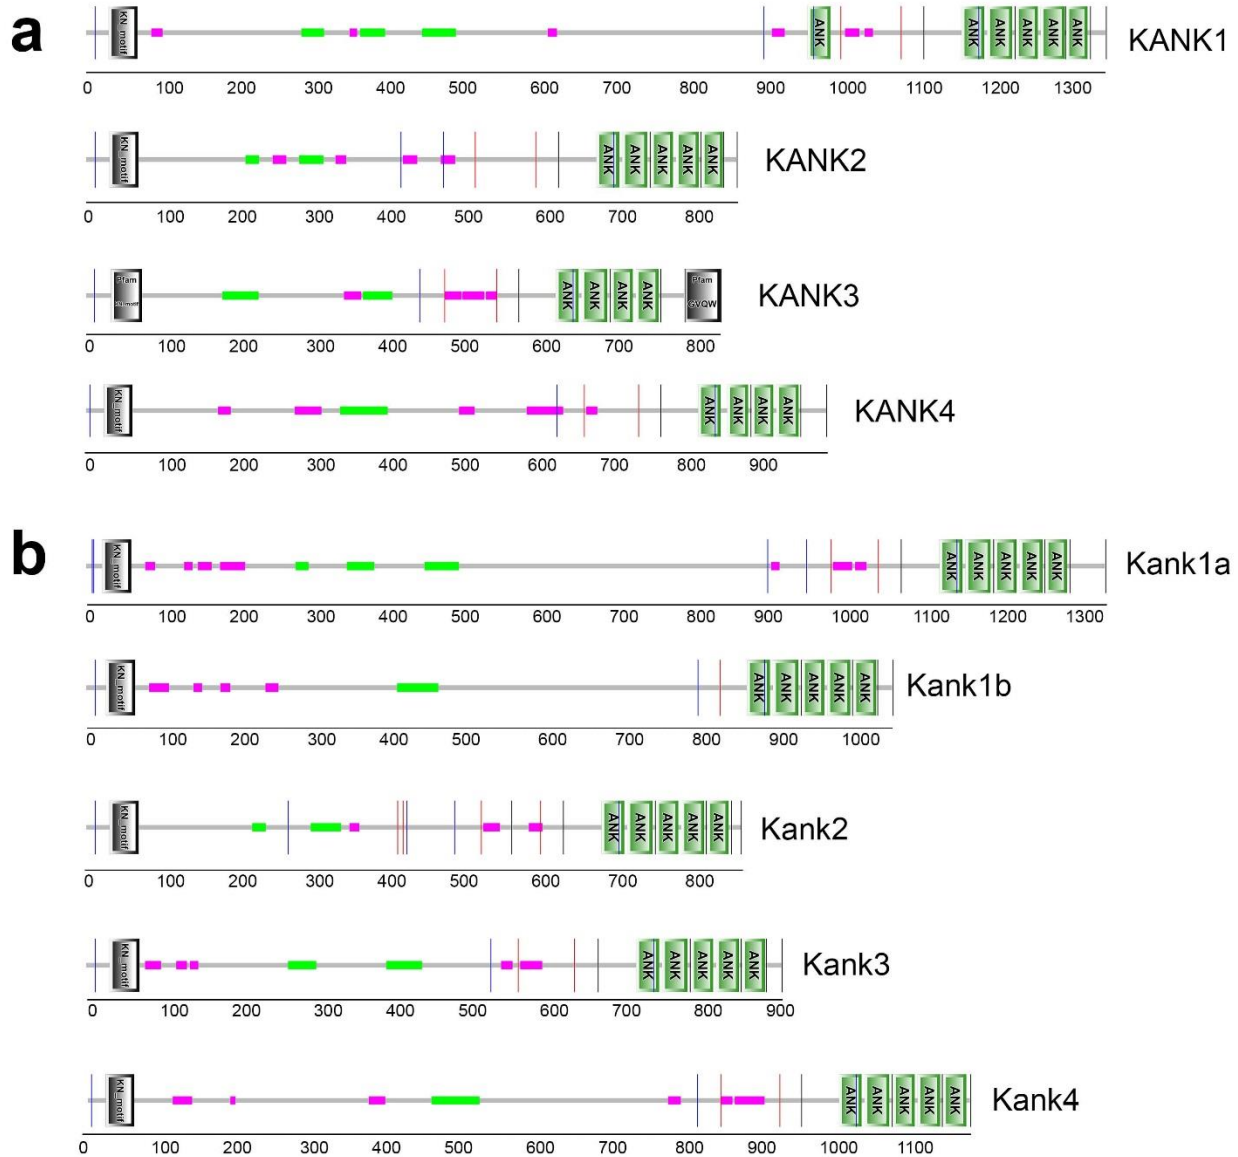 a
KN_motif ANK ANK ANK ANK ANK ANK KANK1
0 100 200 300 400 500 600 700 800 900 1000 1100 1200 1300
KN_motif ANK ANK ANK ANK ANK KANK2
0 100 200 300 400 500 600 700 800
Pfam ANK ANK ANK ANK Pfam GVQW KANK3
0 100 200 300 400 500 600 700 800
KN_motif ANK ANK ANK ANK KANK4
0 100 200 300 400 500 600 700 800 900
b
KN_motif ANK ANK ANK ANK ANK Kank1a
0 100 200 300 400 500 600 700 800 900 1000 1100 1200 1300
KN_motif ANK ANK ANK ANK ANK Kank1b
0 100 200 300 400 500 600 700 800 900 1000
KN_motif ANK ANK ANK ANK ANK Kank2
0 100 200 300 400 500 600 700 800
KN_motif ANK ANK ANK ANK ANK Kank3
0 100 200 300 400 500 600 700 800 900
KN_motif ANK ANK ANK ANK ANK Kank4
0 100 200 300 400 500 600 700 800 900 1000 1100